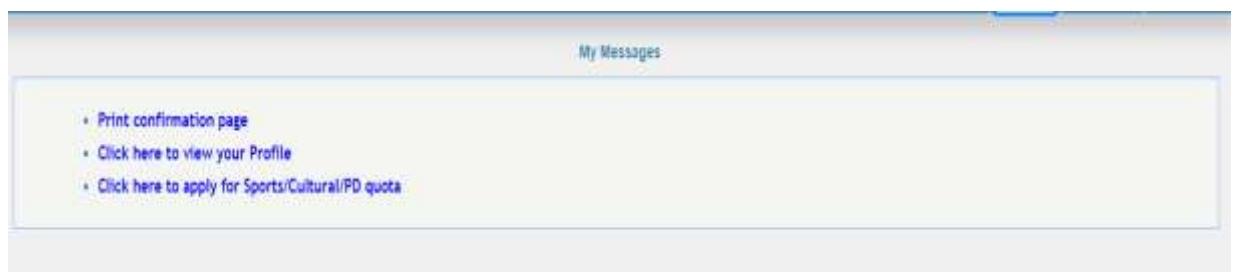 My Messages
Print confirmation page
Click here to view your Profile
Click here to apply for Sports/Cultural/PD quota